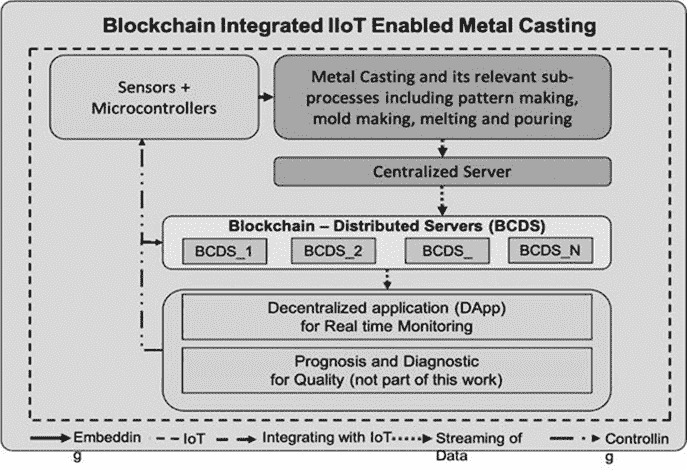 Blockchain Integrated IIoT Enabled Metal Casting
Sensors +
Microcontrollers
Metal Casting and its relevant sub-
processes including pattern making,
mold making, melting and pouring
Centralized Server
Blockchain – Distributed Servers (BCDS)
BCDS_1
BCDS_2
BCDS_
BCDS_N
Decentralized application (DApp)
for Real time Monitoring
Prognosis and Diagnostic
for Quality (not part of this work)
Embeddin
g
IoT
Integrating with IoT
Streaming of
Data
Controllin
g